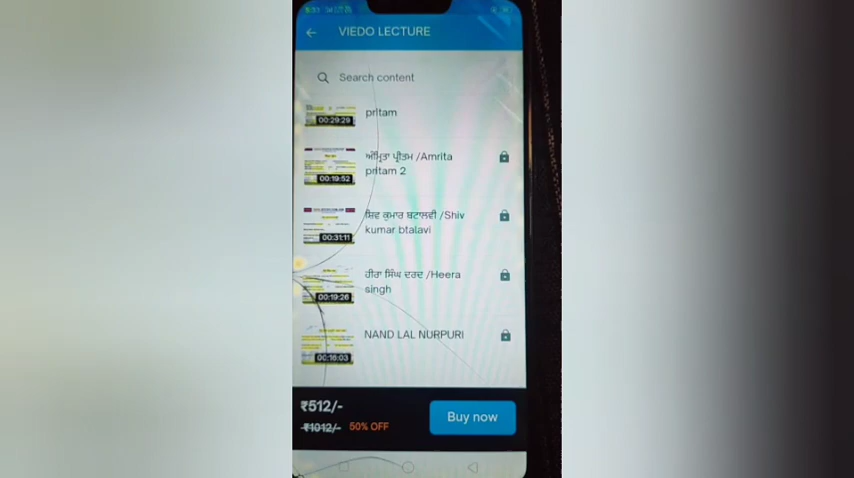 VIEDO LECTURE
Search content
pritam
00:29:29
ਅੰਮ੍ਰਿਤਾ ਪ੍ਰੀਤਮ /Amrita
pritam 2
00:19:52
ਸ਼ਿਵ ਕੁਮਾਰ ਬਟਾਲਵੀ /Shiv
kumar btalavi
00:31:11
ਹੀਰਾ ਸਿੰਘ ਦਰਦ /Heera
singh
00:19:26
NAND LAL NURPURI
00:16:03
₹512/-
₹1012/- 50% OFF
Buy now